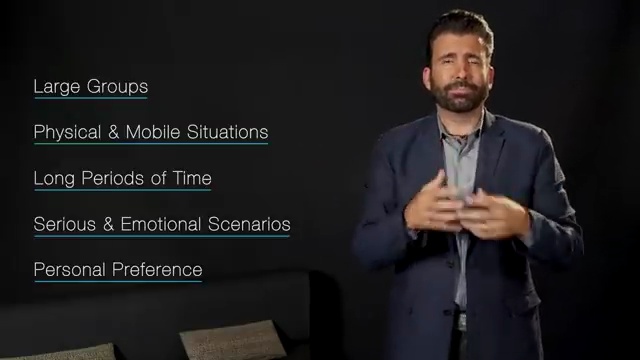 Large Groups
Physical & Mobile Situations
Long Periods of Time
Serious & Emotional Scenarios
Personal Preference